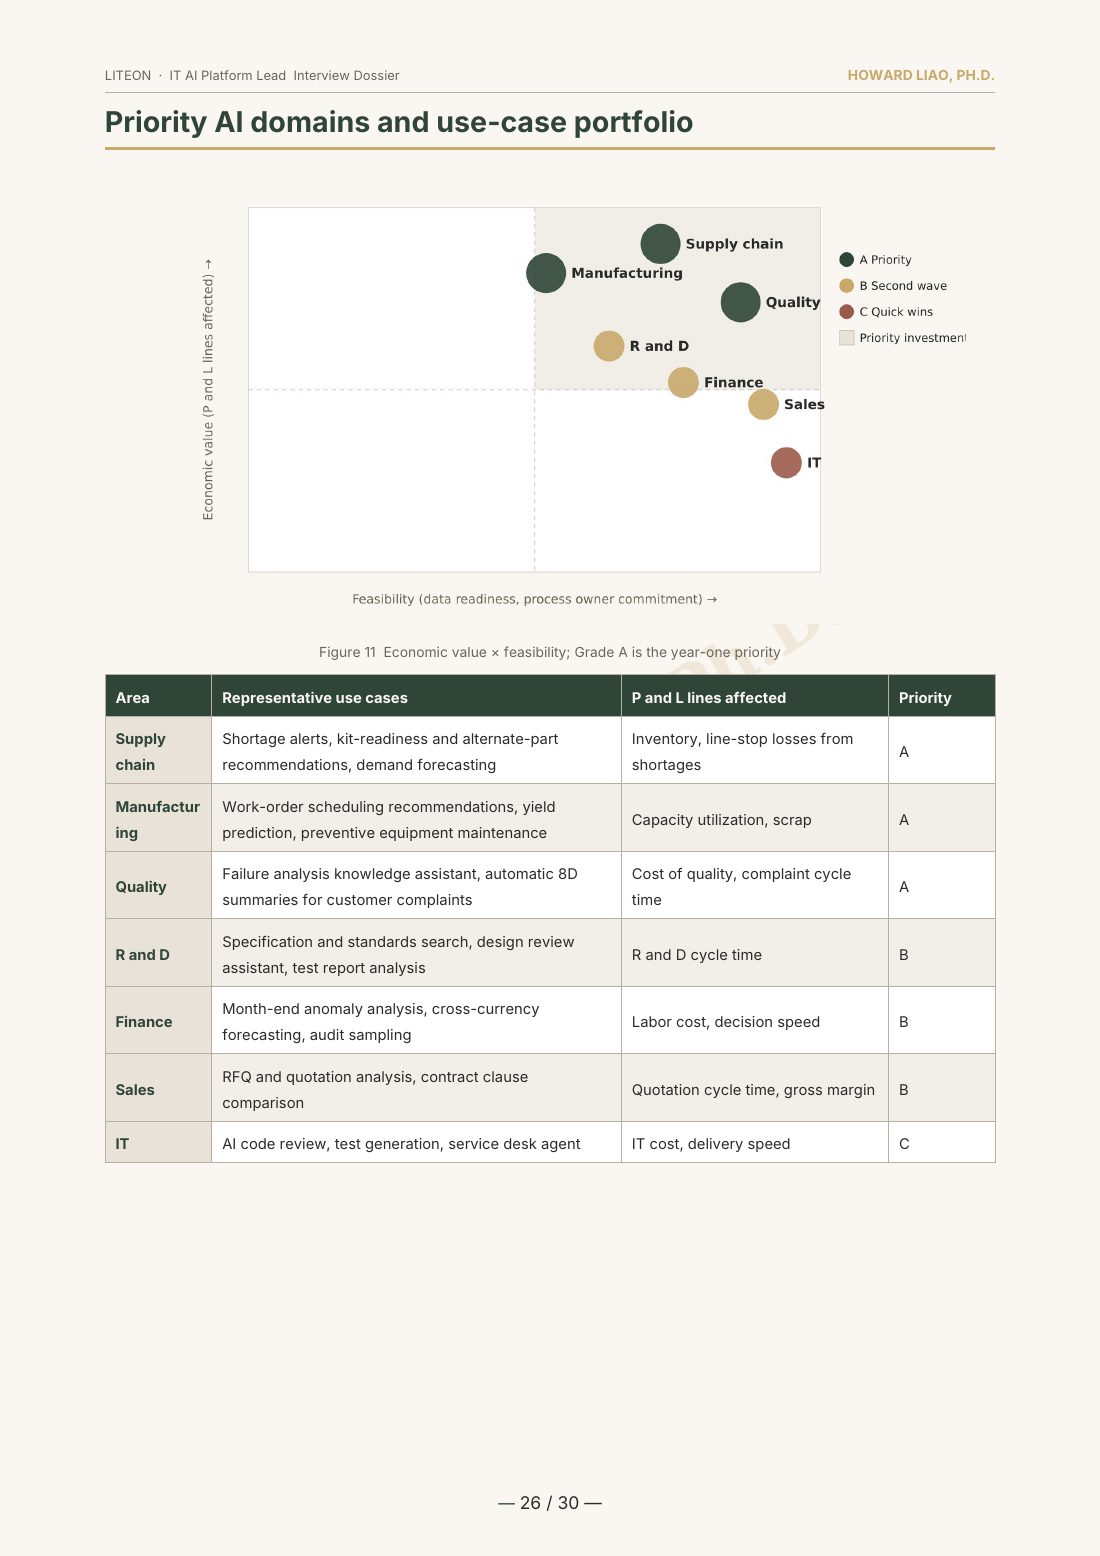 LITEON · IT AI Platform Lead Interview Dossier
HOWARD LIAO, PH.D.
Priority AI domains and use-case portfolio
Economic value (P and L lines affected) →
Supply chain
Manufacturing
Quality
R and D
Finance
Sales
IT
A Priority
B Second wave
C Quick wins
Priority investment
Feasibility (data readiness, process owner commitment) →
Ph.D.
Figure 11 Economic value × feasibility; Grade A is the year-one priority
Area Representative use cases P and L lines affected Priority
Supply
chain
Shortage alerts, kit-readiness and alternate-part
recommendations, demand forecasting
Inventory, line-stop losses from
shortages
A
Manufactur
ing
Work-order scheduling recommendations, yield
prediction, preventive equipment maintenance
Capacity utilization, scrap
A
Quality
Failure analysis knowledge assistant, automatic 8D
summaries for customer complaints
Cost of quality, complaint cycle
time
A
R and D
Specification and standards search, design review
assistant, test report analysis
R and D cycle time
B
Finance
Month-end anomaly analysis, cross-currency
forecasting, audit sampling
Labor cost, decision speed
B
Sales
RFQ and quotation analysis, contract clause
comparison
Quotation cycle time, gross margin
B
IT
AI code review, test generation, service desk agent
IT cost, delivery speed
C
— 26 / 30 —